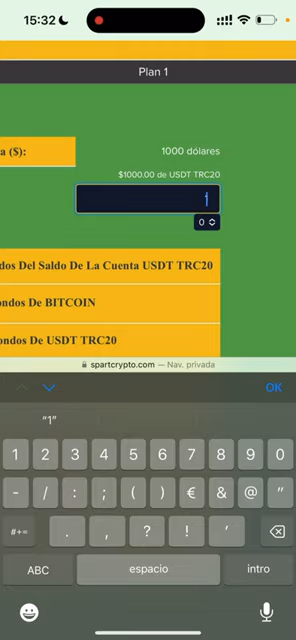 15:32
Plan 1
a ($):
1000 dólares
$1000.00 de USDT TRC20
1
0
dos Del Saldo De La Cuenta USDT TRC20
ondos De BITCOIN
ondos De USDT TRC20
spartcrypto.com — Nav. privada
OK
"1"
1 2 3 4 5 6 7 8 9 0
- / : ; ( ) € & @ "
#+= . , ? ! '
ABC espacio intro